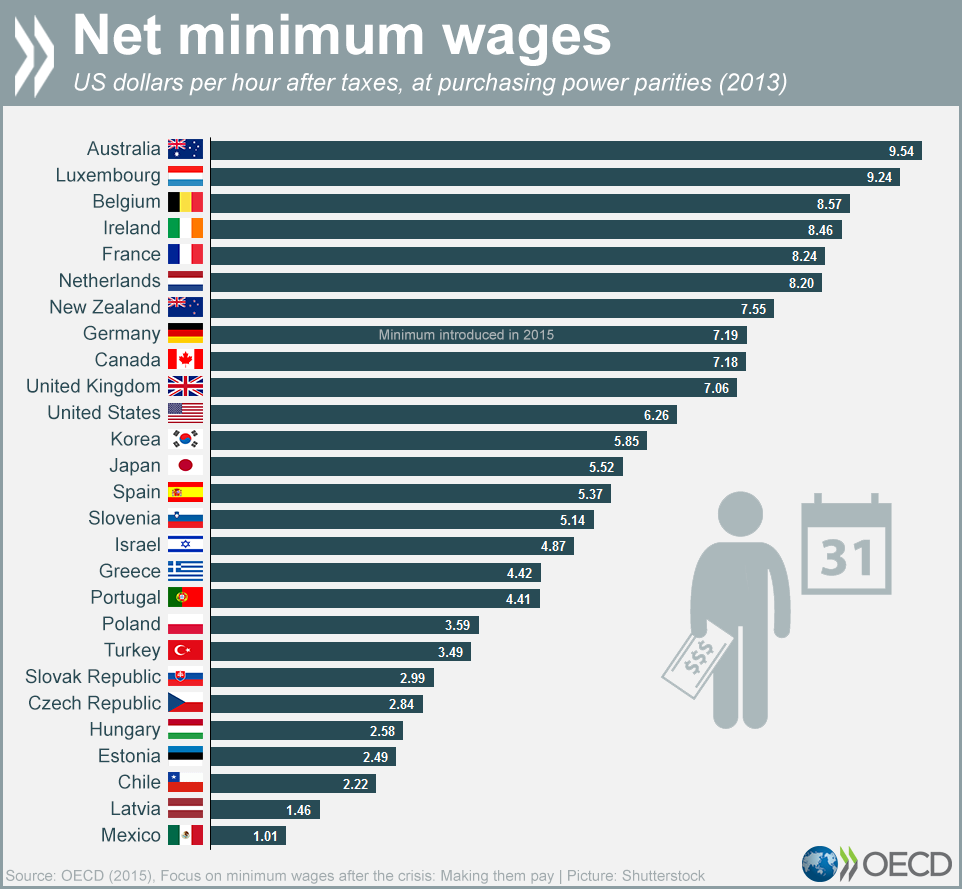 Net minimum wages
US dollars per hour after taxes, at purchasing power parities (2013)
Australia 9.54
Luxembourg 9.24
Belgium 8.57
Ireland 8.46
France 8.24
Netherlands 8.20
New Zealand 7.55
Germany Minimum introduced in 2015 7.19
Canada 7.18
United Kingdom 7.06
United States 6.26
Korea 5.85
Japan 5.52
Spain 5.37
Slovenia 5.14
Israel 4.87
Greece 4.42
Portugal 4.41
Poland 3.59
Turkey 3.49
Slovak Republic 2.99
Czech Republic 2.84
Hungary 2.58
Estonia 2.49
Chile 2.22
Latvia 1.46
Mexico 1.01
31
$$$
Source: OECD (2015), Focus on minimum wages after the crisis: Making them pay | Picture: Shutterstock
OECD